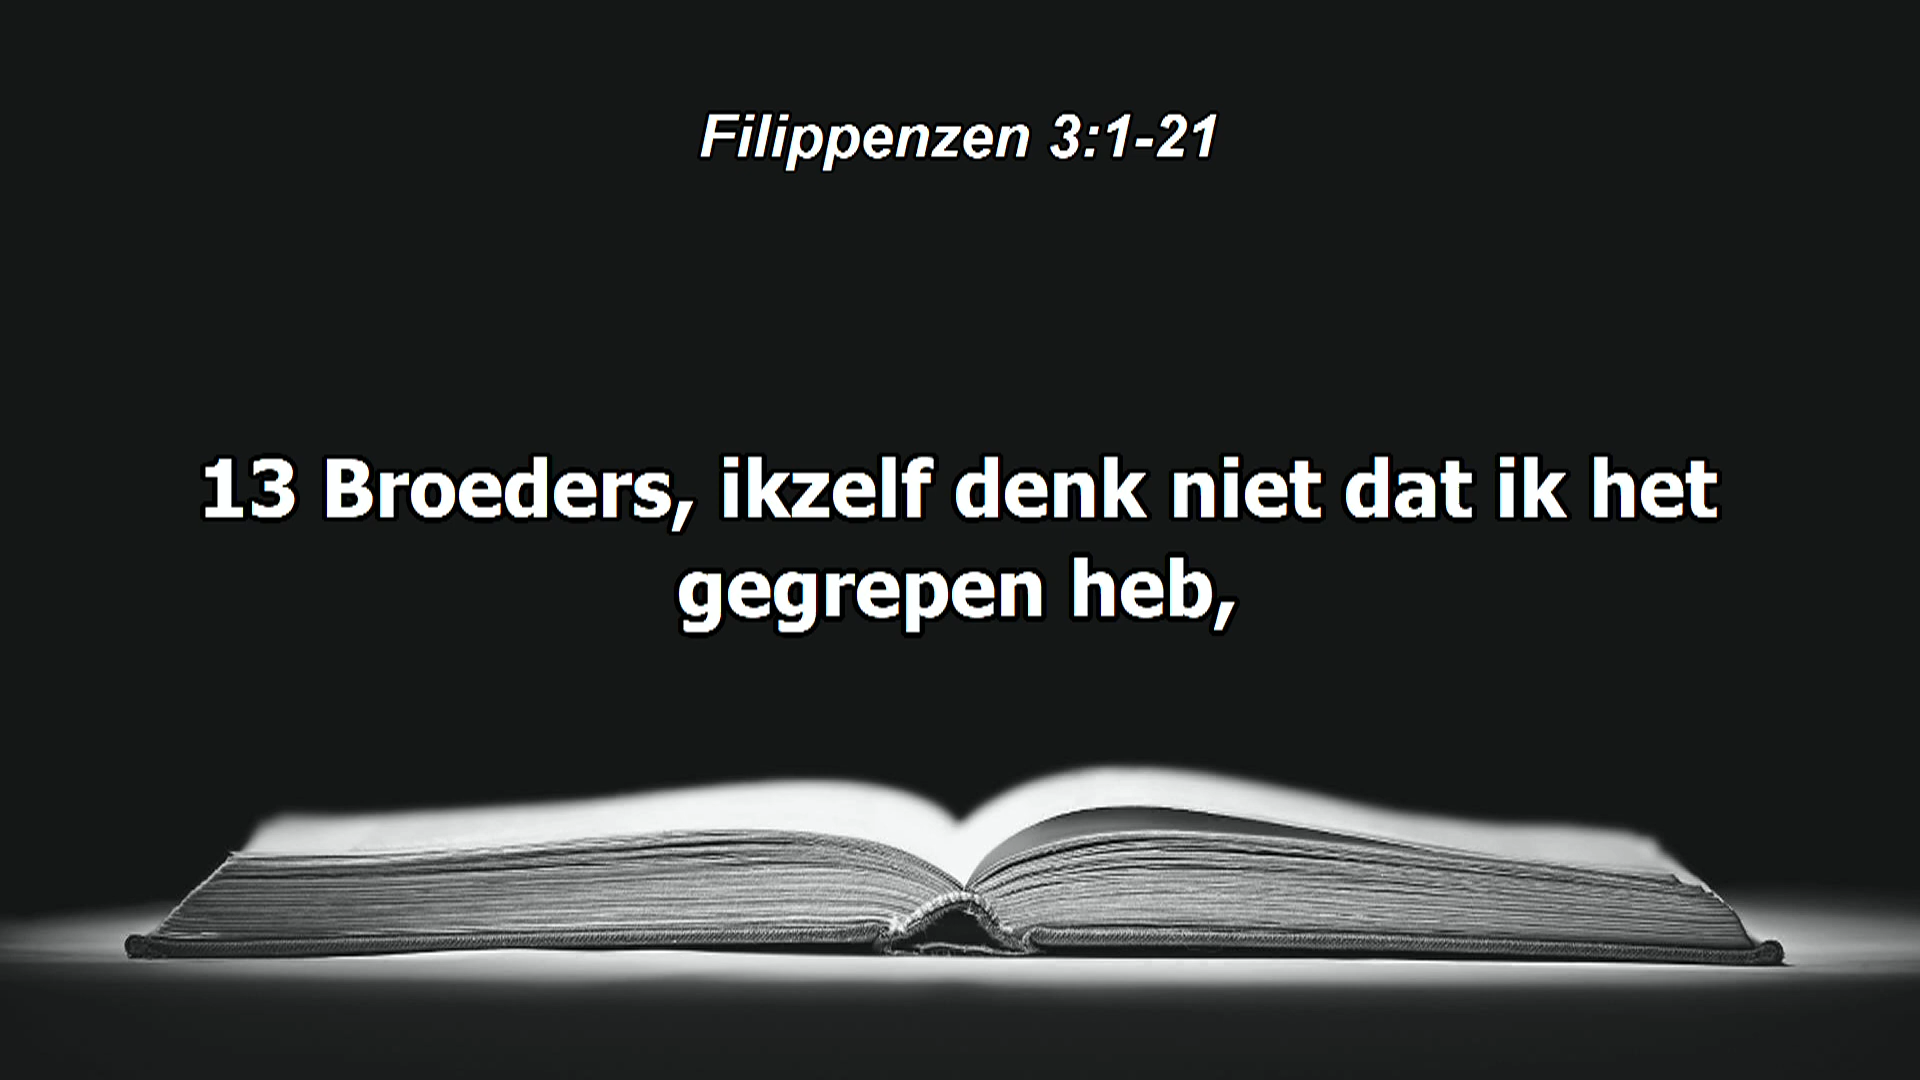 Filippenzen 3:1-21
13 Broeders, ikzelf denk niet dat ik het
gegrepen heb,